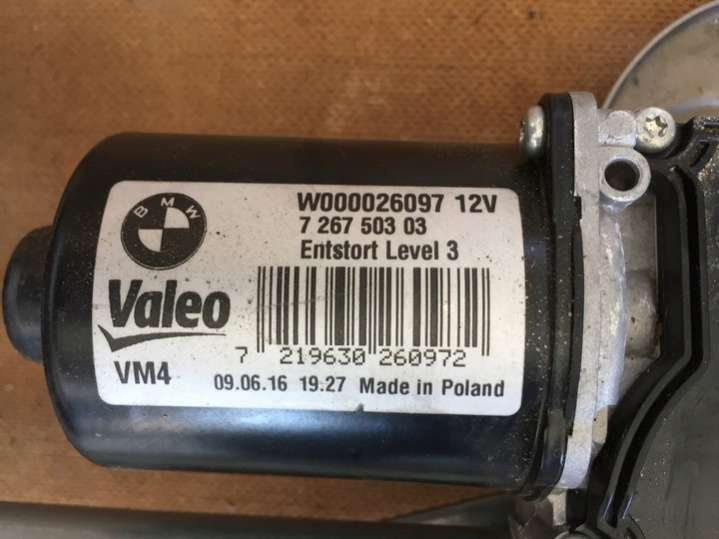 BMW
W000026097 12V
7 267 503 03
Entstort Level 3
Valeo
7 219630 260972
VM4
09.06.16 19:27 Made in Poland